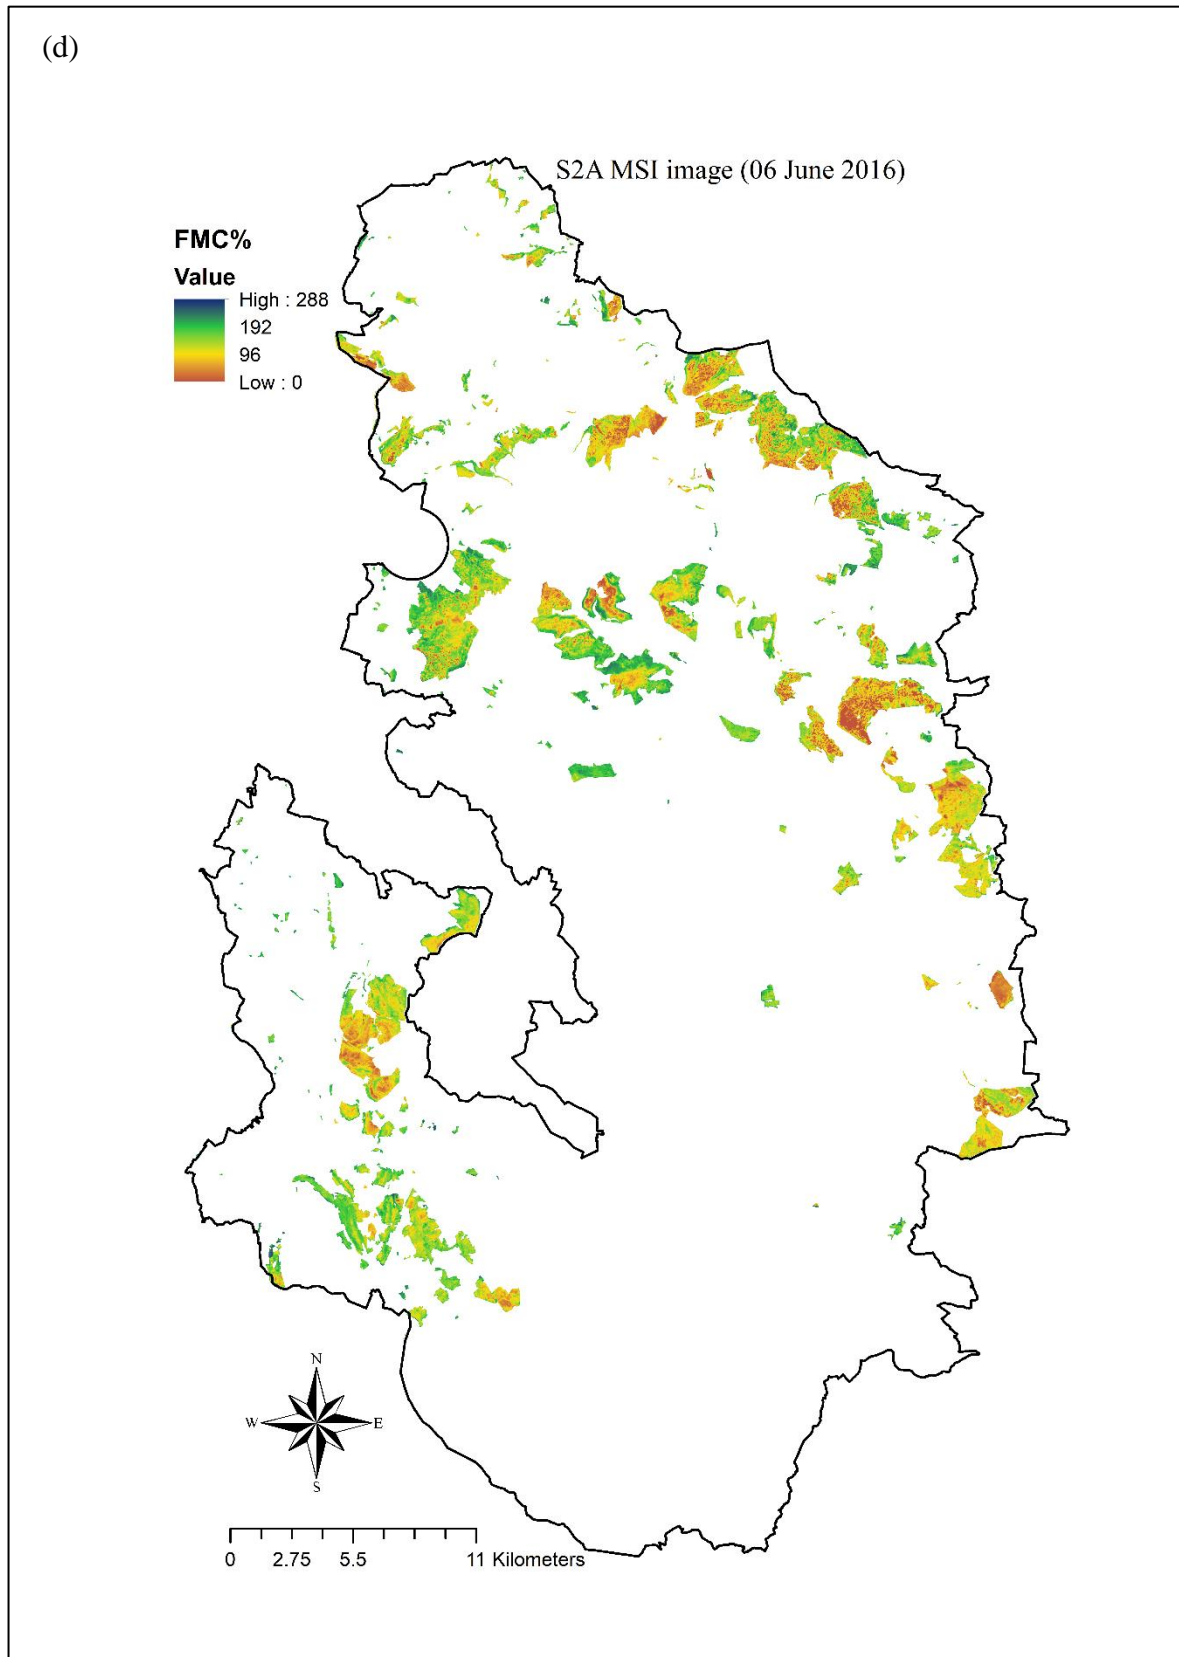 (d)
S2A MSI image (06 June 2016)
FMC%
Value
High : 288
192
96
Low : 0
N
W E
S
0 2.75 5.5 11 Kilometers